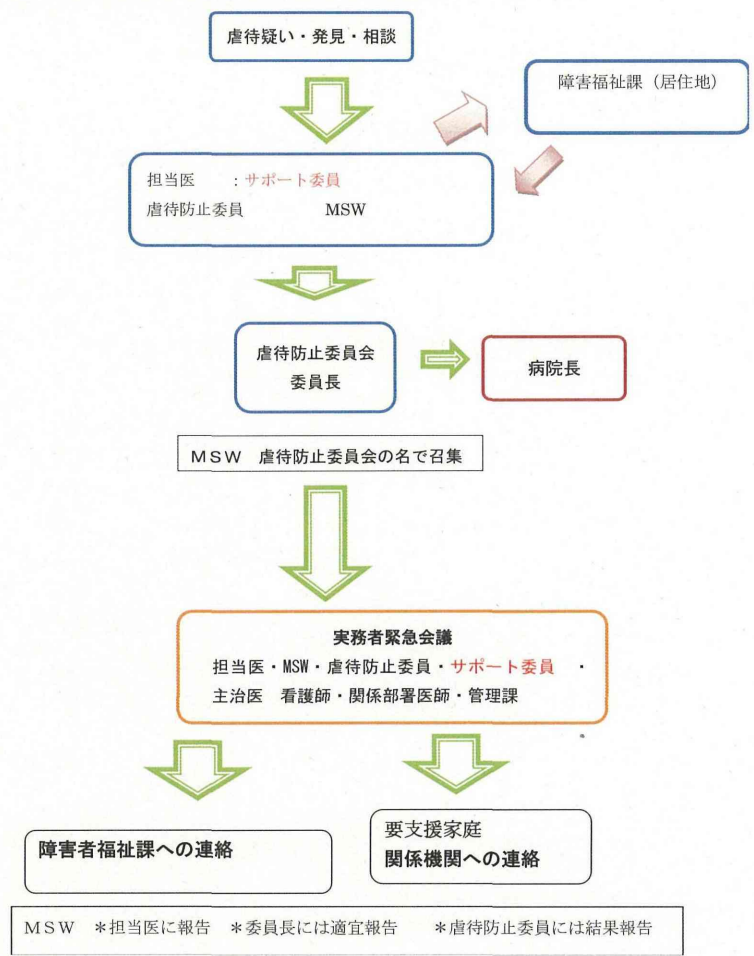 虐待疑い・発見・相談
障害福祉課（居住地）
担当医　　：サポート委員
虐待防止委員　　　　　MSW
虐待防止委員会
委員長
病院長
ＭＳＷ　虐待防止委員会の名で召集
実務者緊急会議
担当医・MSW・虐待防止委員・サポート委員　・
主治医　看護師・関係部署医師・管理課
障害者福祉課への連絡
要支援家庭
関係機関への連絡
ＭＳＷ　＊担当医に報告　＊委員長には適宜報告　　＊虐待防止委員には結果報告